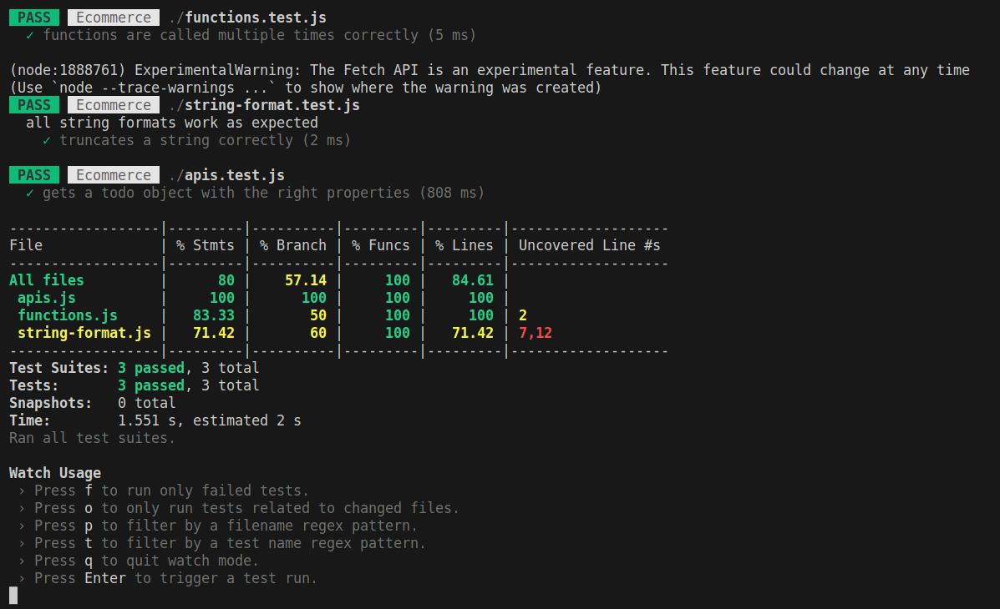 PASS Ecommerce ./functions.test.js
✓ functions are called multiple times correctly (5 ms)
(node:1888761) ExperimentalWarning: The Fetch API is an experimental feature. This feature could change at any time
(Use `node --trace-warnings ...` to show where the warning was created)
PASS Ecommerce ./string-format.test.js
all string formats work as expected
✓ truncates a string correctly (2 ms)
PASS Ecommerce ./apis.test.js
✓ gets a todo object with the right properties (808 ms)
------------------|---------|----------|---------|---------|-------------------
File              | % Stmts | % Branch | % Funcs | % Lines | Uncovered Line #s
------------------|---------|----------|---------|---------|-------------------
All files         |      80 |    57.14 |     100 |   84.61 |
 apis.js          |     100 |      100 |     100 |     100 |
 functions.js     |   83.33 |       50 |     100 |     100 | 2
 string-format.js |   71.42 |       60 |     100 |   71.42 | 7,12
------------------|---------|----------|---------|---------|-------------------
Test Suites: 3 passed, 3 total
Tests:       3 passed, 3 total
Snapshots:   0 total
Time:        1.551 s, estimated 2 s
Ran all test suites.
Watch Usage
› Press f to run only failed tests.
› Press o to only run tests related to changed files.
› Press p to filter by a filename regex pattern.
› Press t to filter by a test name regex pattern.
› Press q to quit watch mode.
› Press Enter to trigger a test run.